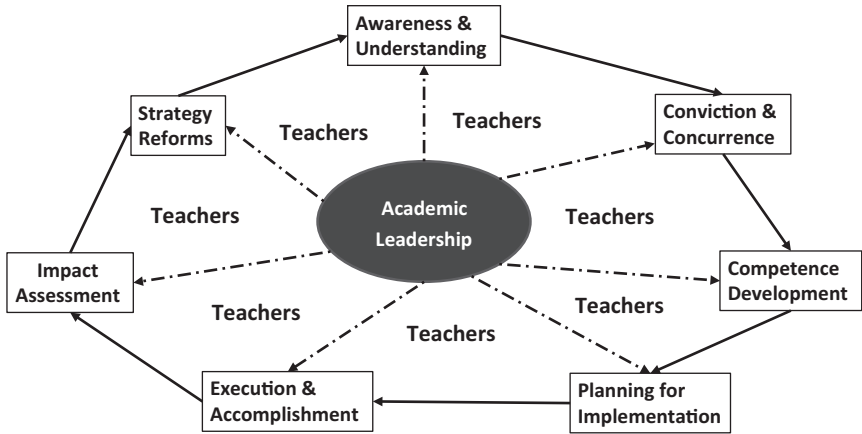 Awareness &
Understanding
Strategy
Reforms
Teachers
Teachers
Conviction &
Concurrence
Academic
Leadership
Teachers
Teachers
Impact
Assessment
Competence
Development
Teachers
Teachers
Teachers
Execution &
Accomplishment
Planning for
Implementation